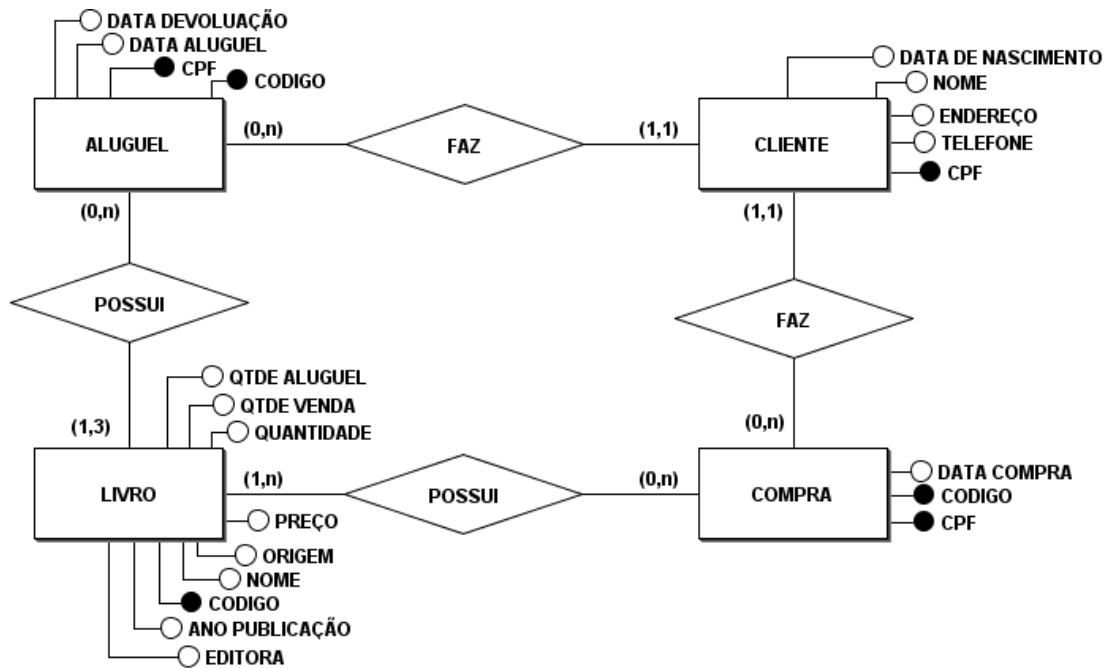 DATA DEVOLUAÇÃO
DATA ALUGUEL
CPF
CODIGO
ALUGUEL
(0,n)
FAZ
(1,1)
CLIENTE
DATA DE NASCIMENTO
NOME
ENDEREÇO
TELEFONE
CPF
(0,n)
(1,1)
POSSUI
FAZ
QTDE ALUGUEL
QTDE VENDA
QUANTIDADE
(1,3)
(0,n)
LIVRO
(1,n)
POSSUI
(0,n)
COMPRA
DATA COMPRA
CODIGO
CPF
PREÇO
ORIGEM
NOME
CODIGO
ANO PUBLICAÇÃO
EDITORA